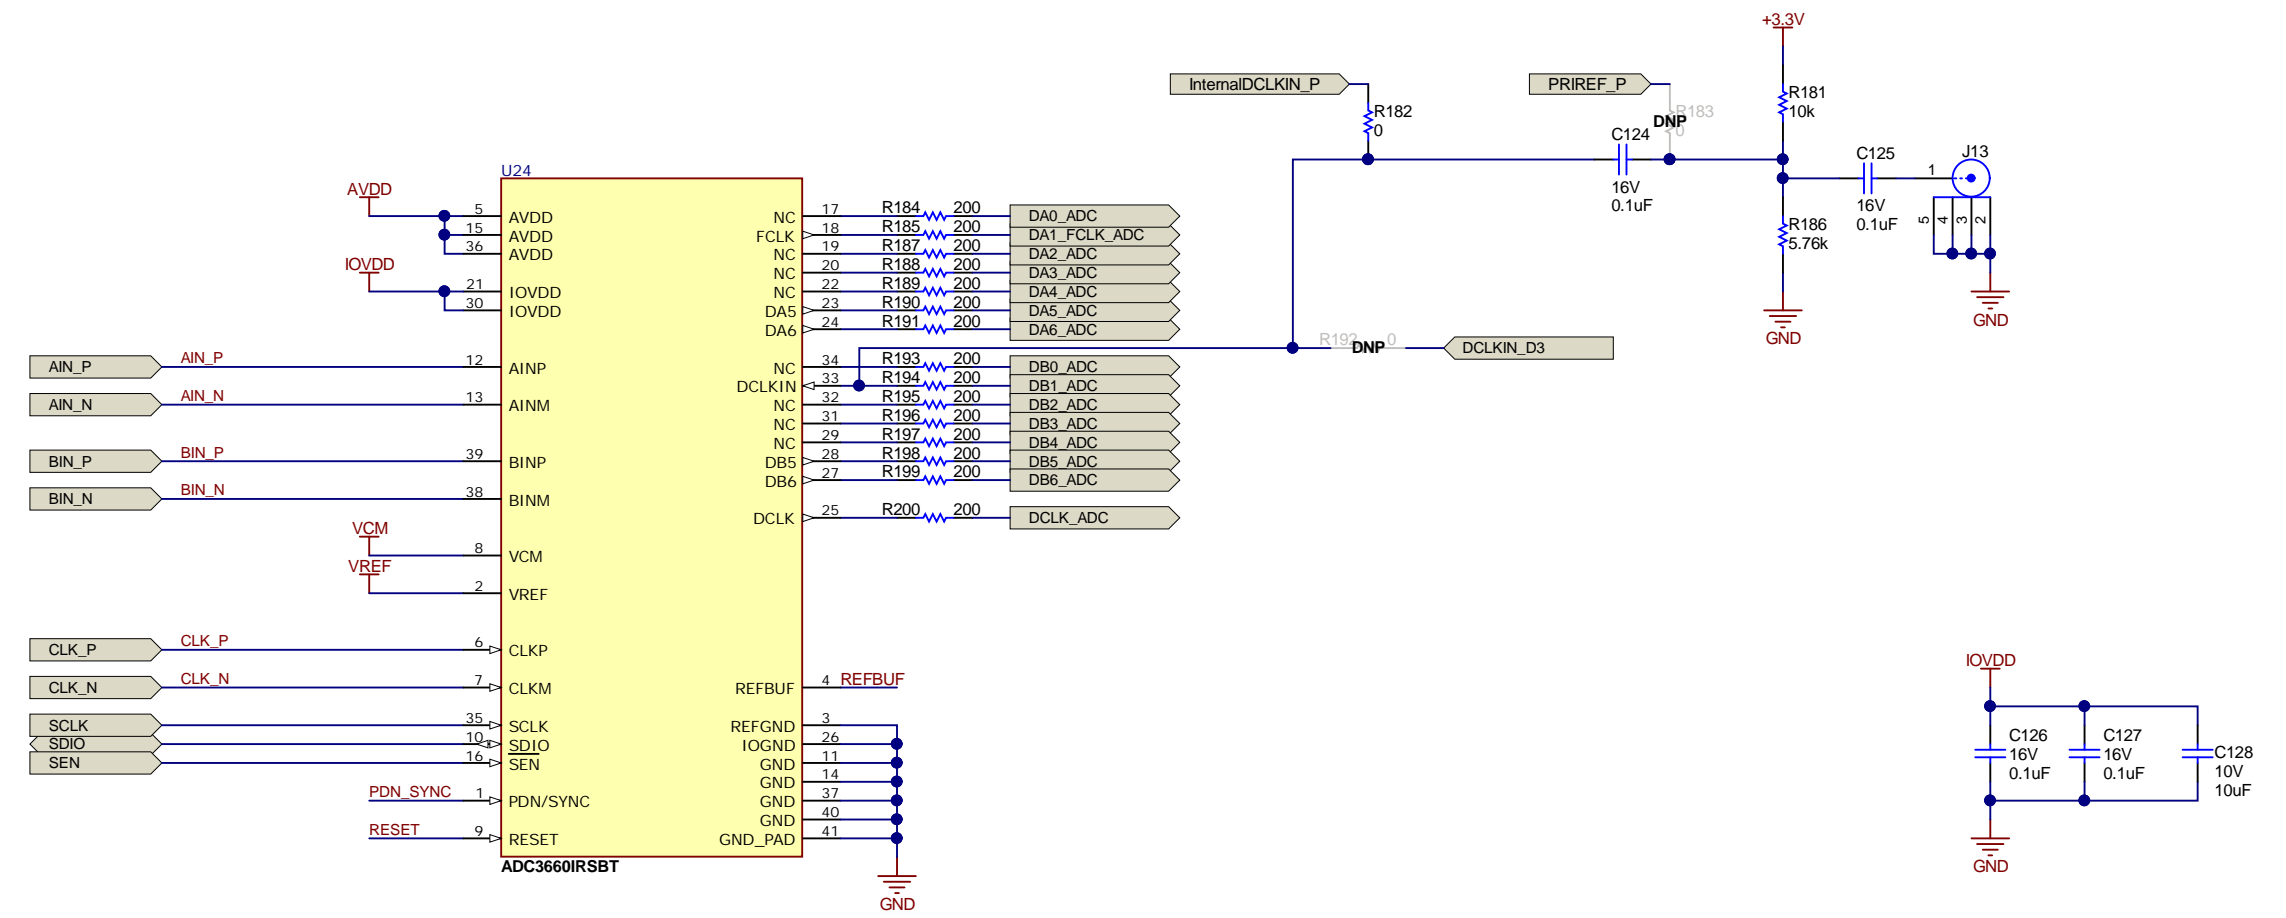 +3.3V
InternalDCLKIN_P
PRIREF_P
R182
0
R183
0
DNP
R181
10k
C124
16V
0.1uF
C125
16V
0.1uF
J13
1
5
4
3
2
R186
5.76k
GND
GND
U24
AVDD
5 AVDD
15 AVDD
36 AVDD
IOVDD
21 IOVDD
30 IOVDD
AIN_P AIN_P 12 AINP
AIN_N AIN_N 13 AINM
BIN_P BIN_P 39 BINP
BIN_N BIN_N 38 BINM
VCM
8 VCM
VREF
2 VREF
CLK_P CLK_P 6 CLKP
CLK_N CLK_N 7 CLKM
SCLK 35 SCLK
SDIO 10 SDIO
SEN 16 SEN
PDN_SYNC 1 PDN/SYNC
RESET 9 RESET
NC 17 R184 200 DA0_ADC
FCLK 18 R185 200 DA1_FCLK_ADC
NC 19 R187 200 DA2_ADC
NC 20 R188 200 DA3_ADC
NC 22 R189 200 DA4_ADC
DA5 23 R190 200 DA5_ADC
DA6 24 R191 200 DA6_ADC
R192 DNP 0 DCLKIN_D3
NC 34 R193 200 DB0_ADC
DCLKIN 33 R194 200 DB1_ADC
NC 32 R195 200 DB2_ADC
NC 31 R196 200 DB3_ADC
NC 29 R197 200 DB4_ADC
DB5 28 R198 200 DB5_ADC
DB6 27 R199 200 DB6_ADC
DCLK 25 R200 200 DCLK_ADC
REFBUF 4 REFBUF
REFGND 3
IOGND 26
GND 11
GND 14
GND 37
GND 40
GND_PAD 41
ADC3660IRSBT
GND
IOVDD
C126
16V
0.1uF
C127
16V
0.1uF
C128
10V
10uF
GND